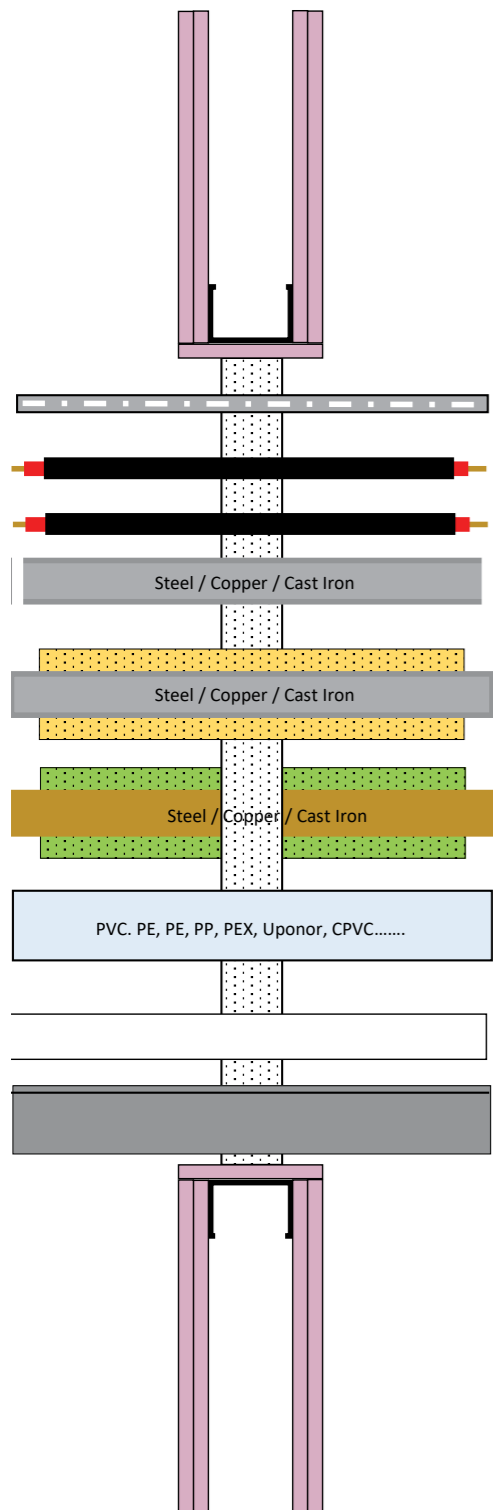 Steel / Copper / Cast Iron
Steel / Copper / Cast Iron
Steel / Copper / Cast Iron
PVC. PE, PE, PP, PEX, Uponor, CPVC…….